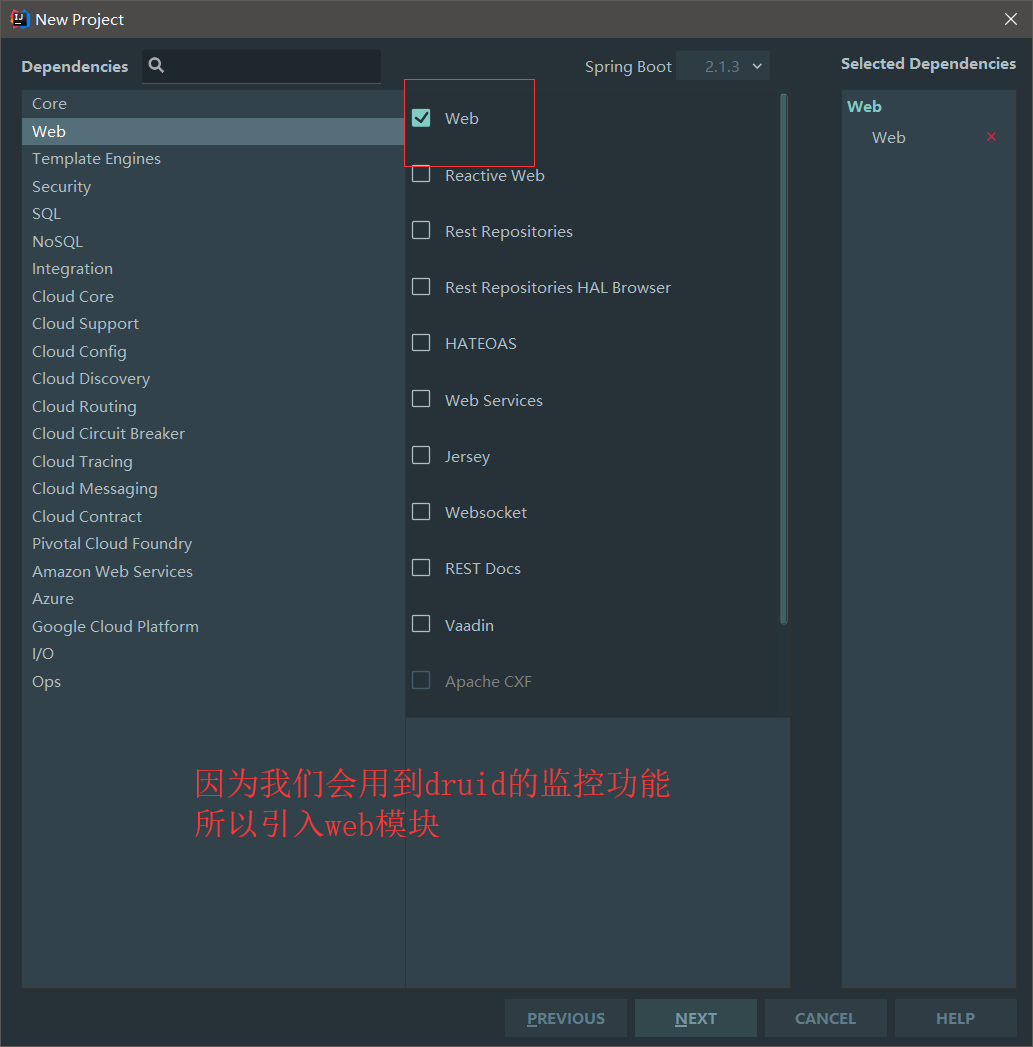 New Project
Dependencies
Spring Boot 2.1.3
Selected Dependencies
Core
Web
Template Engines
Security
SQL
NoSQL
Integration
Cloud Core
Cloud Support
Cloud Config
Cloud Discovery
Cloud Routing
Cloud Circuit Breaker
Cloud Tracing
Cloud Messaging
Cloud Contract
Pivotal Cloud Foundry
Amazon Web Services
Azure
Google Cloud Platform
I/O
Ops
Web
Reactive Web
Rest Repositories
Rest Repositories HAL Browser
HATEOAS
Web Services
Jersey
Websocket
REST Docs
Vaadin
Apache CXF
Web
Web
因为我们会用到druid的监控功能
所以引入web模块
PREVIOUS
NEXT
CANCEL
HELP